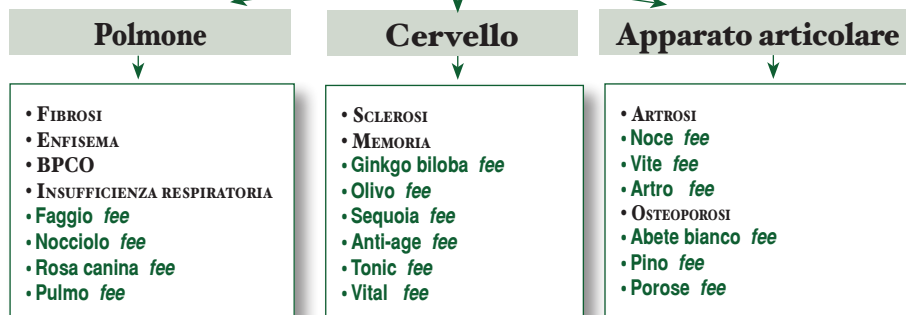 Polmone
• Fibrosi
• Enfisema
• BPCO
• Insufficienza respiratoria
• Faggio fee
• Nocciolo fee
• Rosa canina fee
• Pulmo fee
Cervello
• Sclerosi
• Memoria
• Ginkgo biloba fee
• Olivo fee
• Sequoia fee
• Anti-age fee
• Tonic fee
• Vital fee
Apparato articolare
• Artrosi
• Noce fee
• Vite fee
• Artro fee
• Osteoporosi
• Abete bianco fee
• Pino fee
• Porose fee